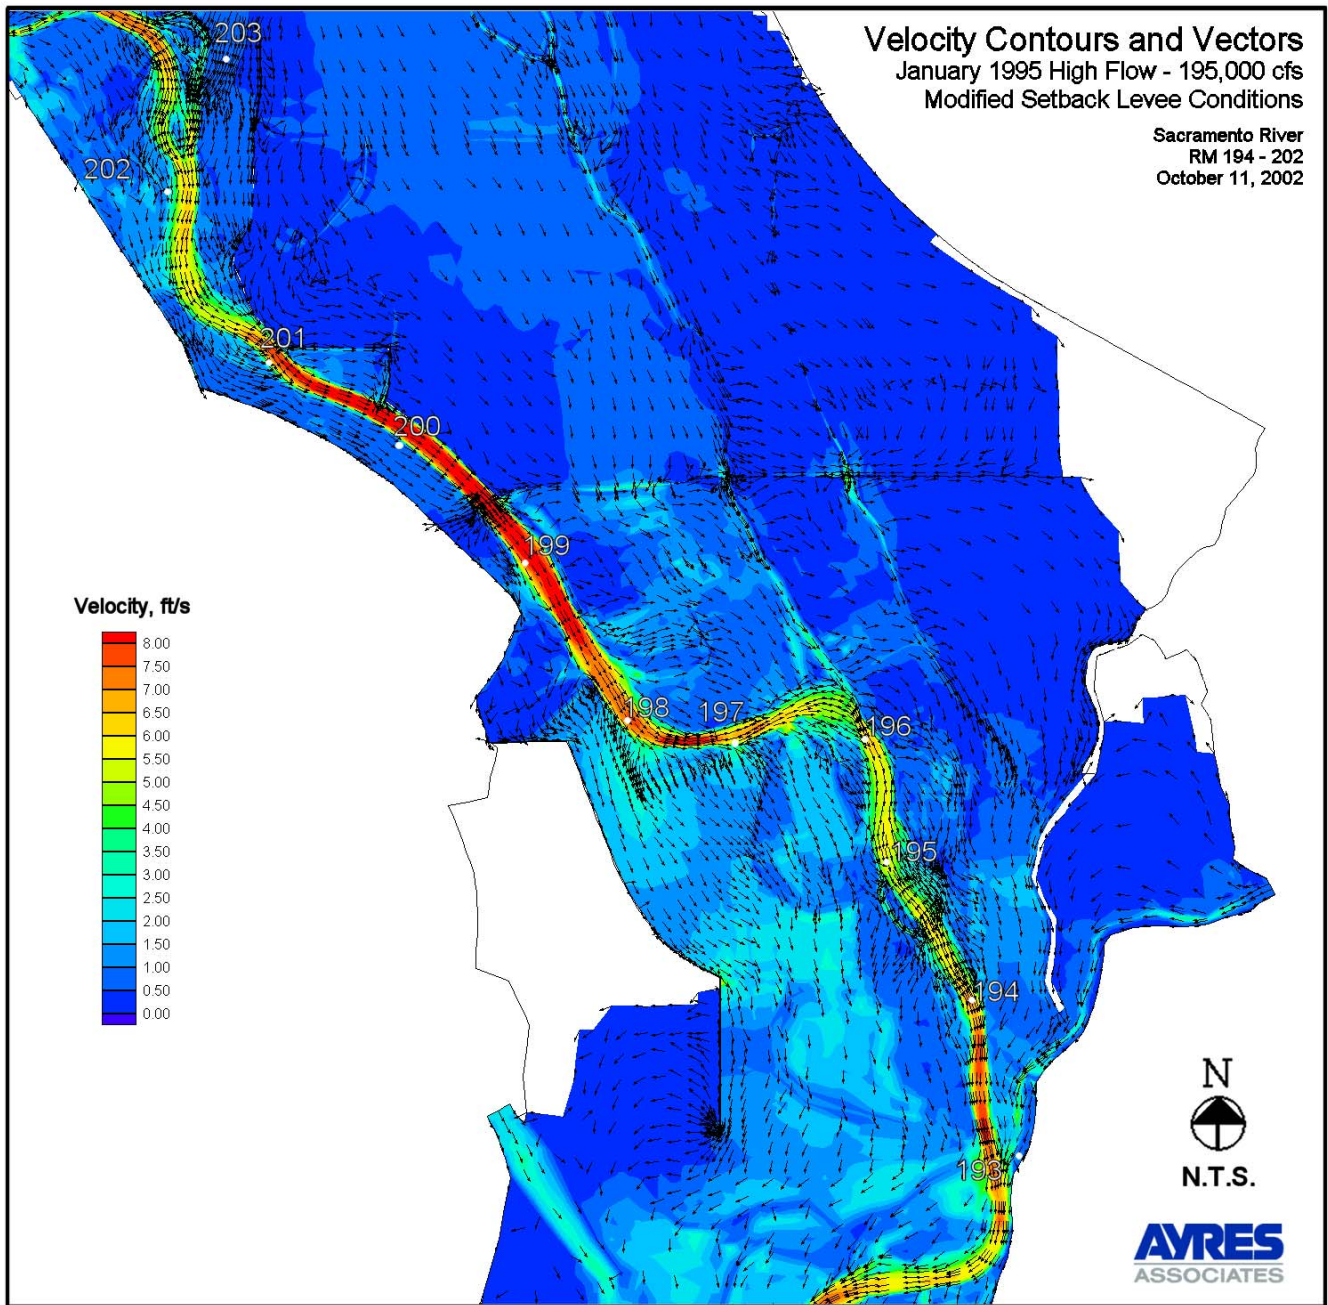 Velocity Contours and Vectors
January 1995 High Flow - 195,000 cfs
Modified Setback Levee Conditions
Sacramento River
RM 194 - 202
October 11, 2002
203
202
201
200
199
198
197
196
195
194
193
Velocity, ft/s
8.00
7.50
7.00
6.50
6.00
5.50
5.00
4.50
4.00
3.50
3.00
2.50
2.00
1.50
1.00
0.50
0.00
N
N.T.S.
AYRES
ASSOCIATES